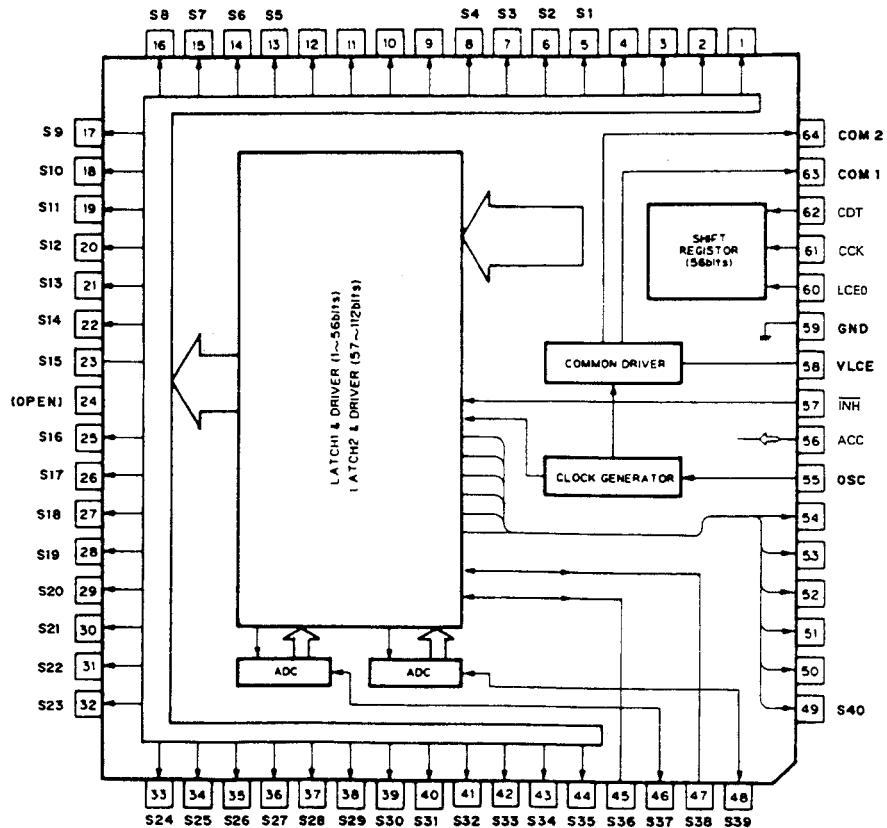 S8 S7 S6 S5 S4 S3 S2 S1
16 15 14 13 12 11 10 9 8 7 6 5 4 3 2 1
S9 17
S10 18
S11 19
S12 20
S13 21
S14 22
S15 23
(OPEN) 24
S16 25
S17 26
S18 27
S19 28
S20 29
S21 30
S22 31
S23 32
LATCH1 & DRIVER (1~56bits)
LATCH2 & DRIVER (57~112bits)
ADC
ADC
SHIFT
REGISTOR
(56bits)
COMMON DRIVER
CLOCK GENERATOR
64 COM 2
63 COM 1
62 CDT
61 CCK
60 LCE0
59 GND
58 VLCE
57 INH
56 ACC
55 OSC
54
53
52
51
50
49 S40
33 34 35 36 37 38 39 40 41 42 43 44 45 46 47 48
S24 S25 S26 S27 S28 S29 S30 S31 S32 S33 S34 S35 S36 S37 S38 S39